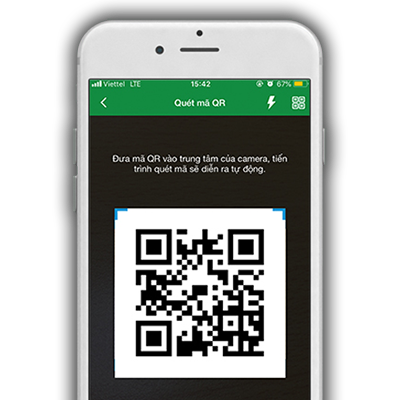 Viettel LTE 15:42 67%
Quét mã QR
Đưa mã QR vào trung tâm của camera, tiến
trình quét mã sẽ diễn ra tự động.